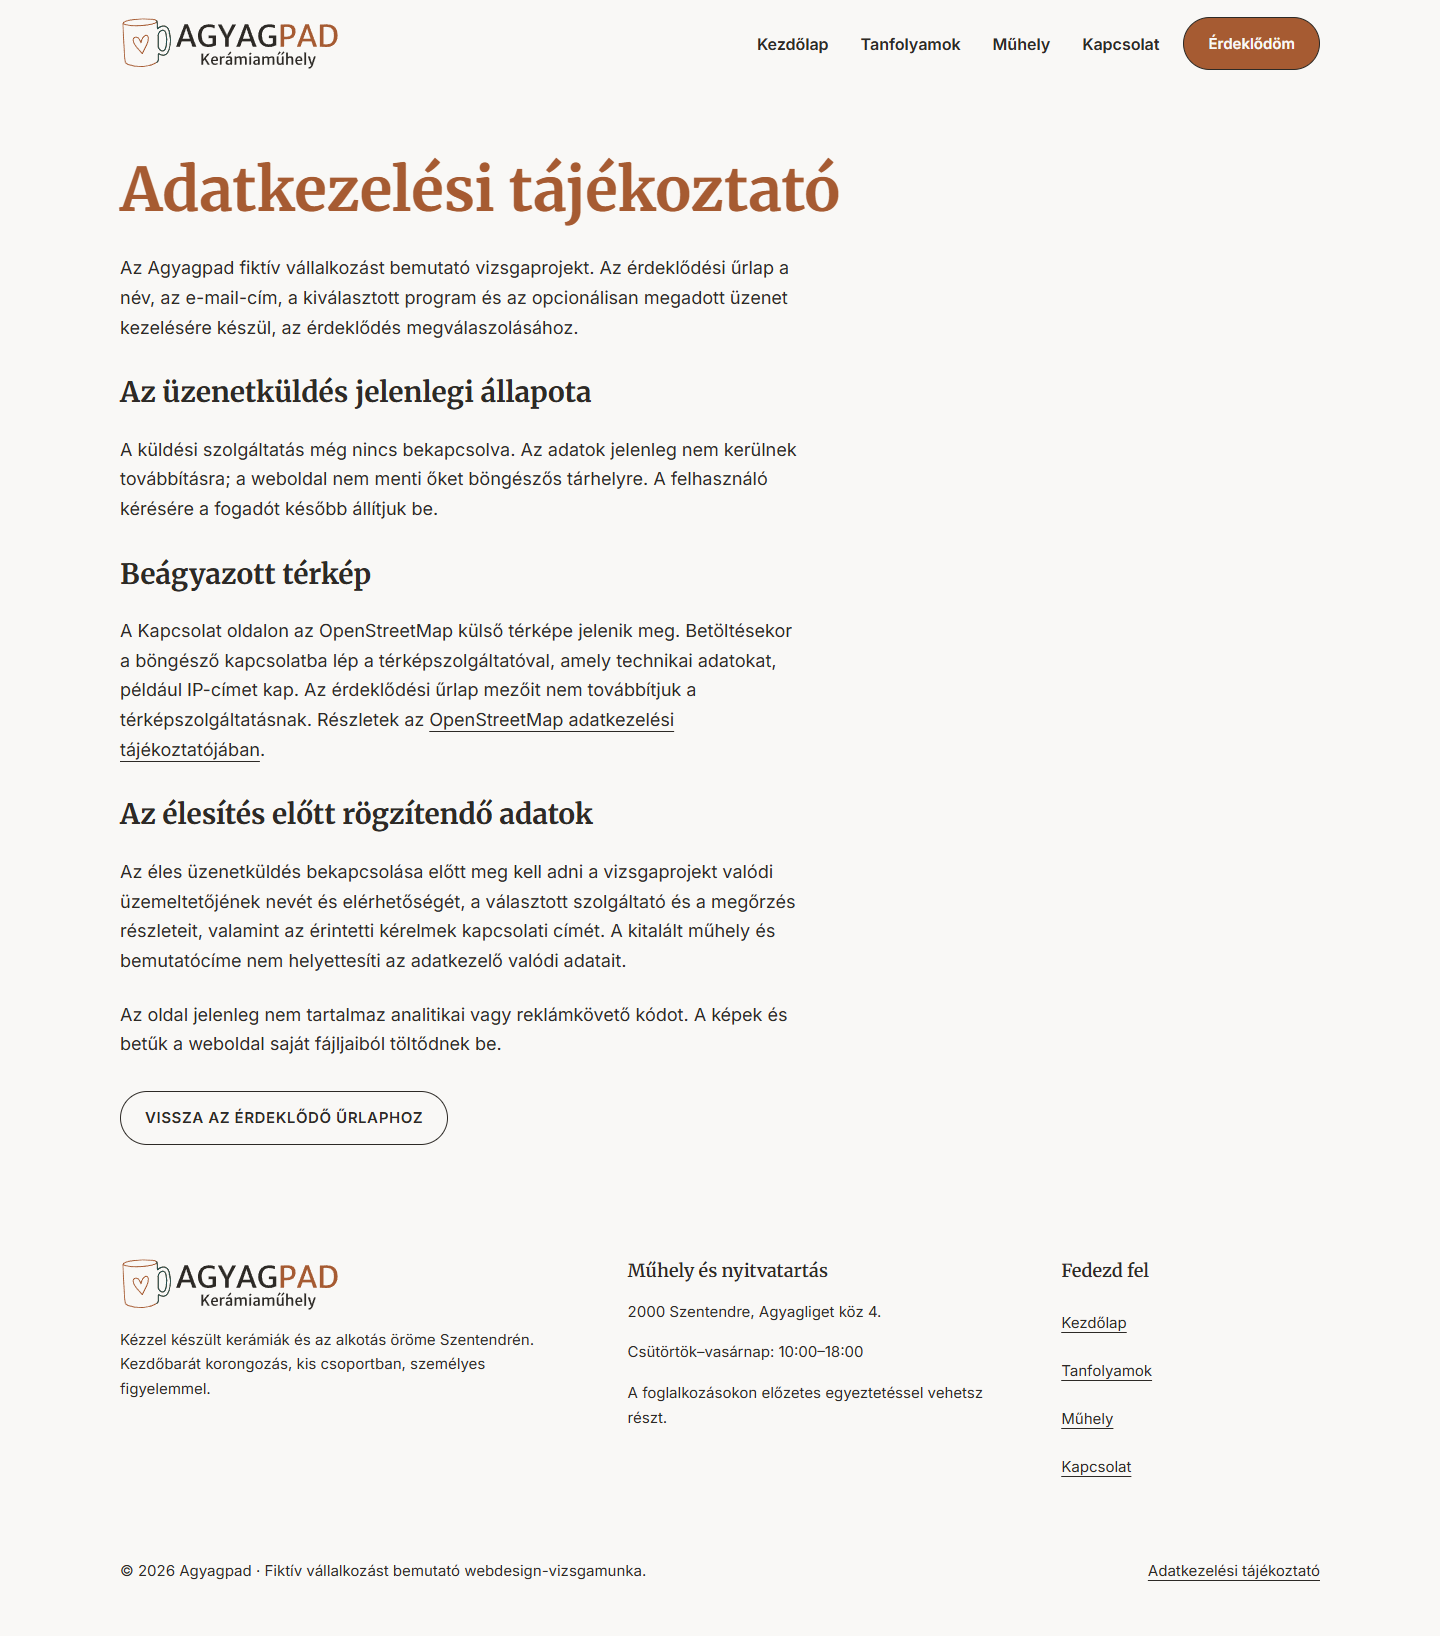 AGYAGPAD
Kerámiaműhely
Kezdőlap
Tanfolyamok
Műhely
Kapcsolat
Érdeklődöm
Adatkezelési tájékoztató
Az Agyagpad fiktív vállalkozást bemutató vizsgaprojekt. Az érdeklődési űrlap a
név, az e-mail-cím, a kiválasztott program és az opcionálisan megadott üzenet
kezelésére készül, az érdeklődés megválaszolásához.
Az üzenetküldés jelenlegi állapota
A küldési szolgáltatás még nincs bekapcsolva. Az adatok jelenleg nem kerülnek
továbbításra; a weboldal nem menti őket böngészős tárhelyre. A felhasználó
kérésére a fogadót később állítjuk be.
Beágyazott térkép
A Kapcsolat oldalon az OpenStreetMap külső térképe jelenik meg. Betöltésekor
a böngésző kapcsolatba lép a térképszolgáltatóval, amely technikai adatokat,
például IP-címet kap. Az érdeklődési űrlap mezőit nem továbbítjuk a
térképszolgáltatásnak. Részletek az OpenStreetMap adatkezelési
tájékoztatójában.
Az élesítés előtt rögzítendő adatok
Az éles üzenetküldés bekapcsolása előtt meg kell adni a vizsgaprojekt valódi
üzemeltetőjének nevét és elérhetőségét, a választott szolgáltató és a megőrzés
részleteit, valamint az érintetti kérelmek kapcsolati címét. A kitalált műhely és
bemutatócíme nem helyettesíti az adatkezelő valódi adatait.
Az oldal jelenleg nem tartalmaz analitikai vagy reklámkövető kódot. A képek és
betűk a weboldal saját fájljaiból töltődnek be.
VISSZA AZ ÉRDEKLŐDŐ ŰRLAPHOZ
AGYAGPAD
Kerámiaműhely
Kézzel készült kerámiák és az alkotás öröme Szentendrén.
Kezdőbarát korongozás, kis csoportban, személyes
figyelemmel.
Műhely és nyitvatartás
2000 Szentendre, Agyagliget köz 4.
Csütörtök–vasárnap: 10:00–18:00
A foglalkozásokon előzetes egyeztetéssel vehetsz
részt.
Fedezd fel
Kezdőlap
Tanfolyamok
Műhely
Kapcsolat
© 2026 Agyagpad · Fiktív vállalkozást bemutató webdesign-vizsgamunka.
Adatkezelési tájékoztató